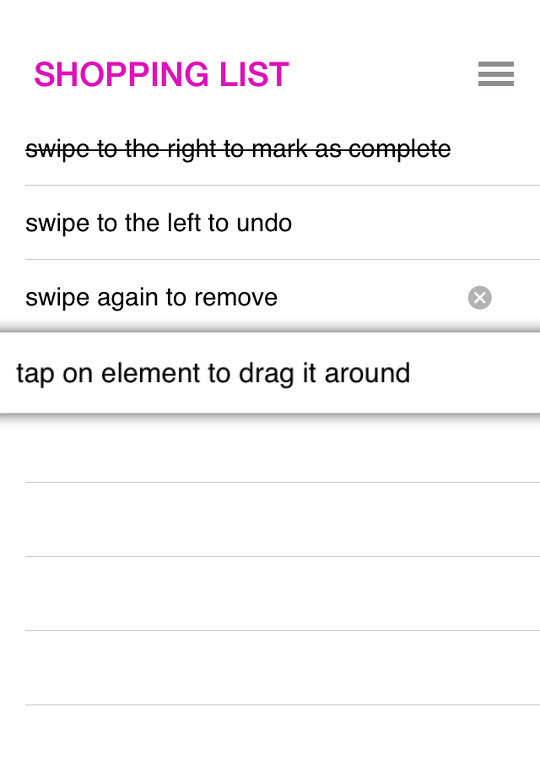 SHOPPING LIST
swipe to the right to mark as complete
swipe to the left to undo
swipe again to remove
tap on element to drag it around